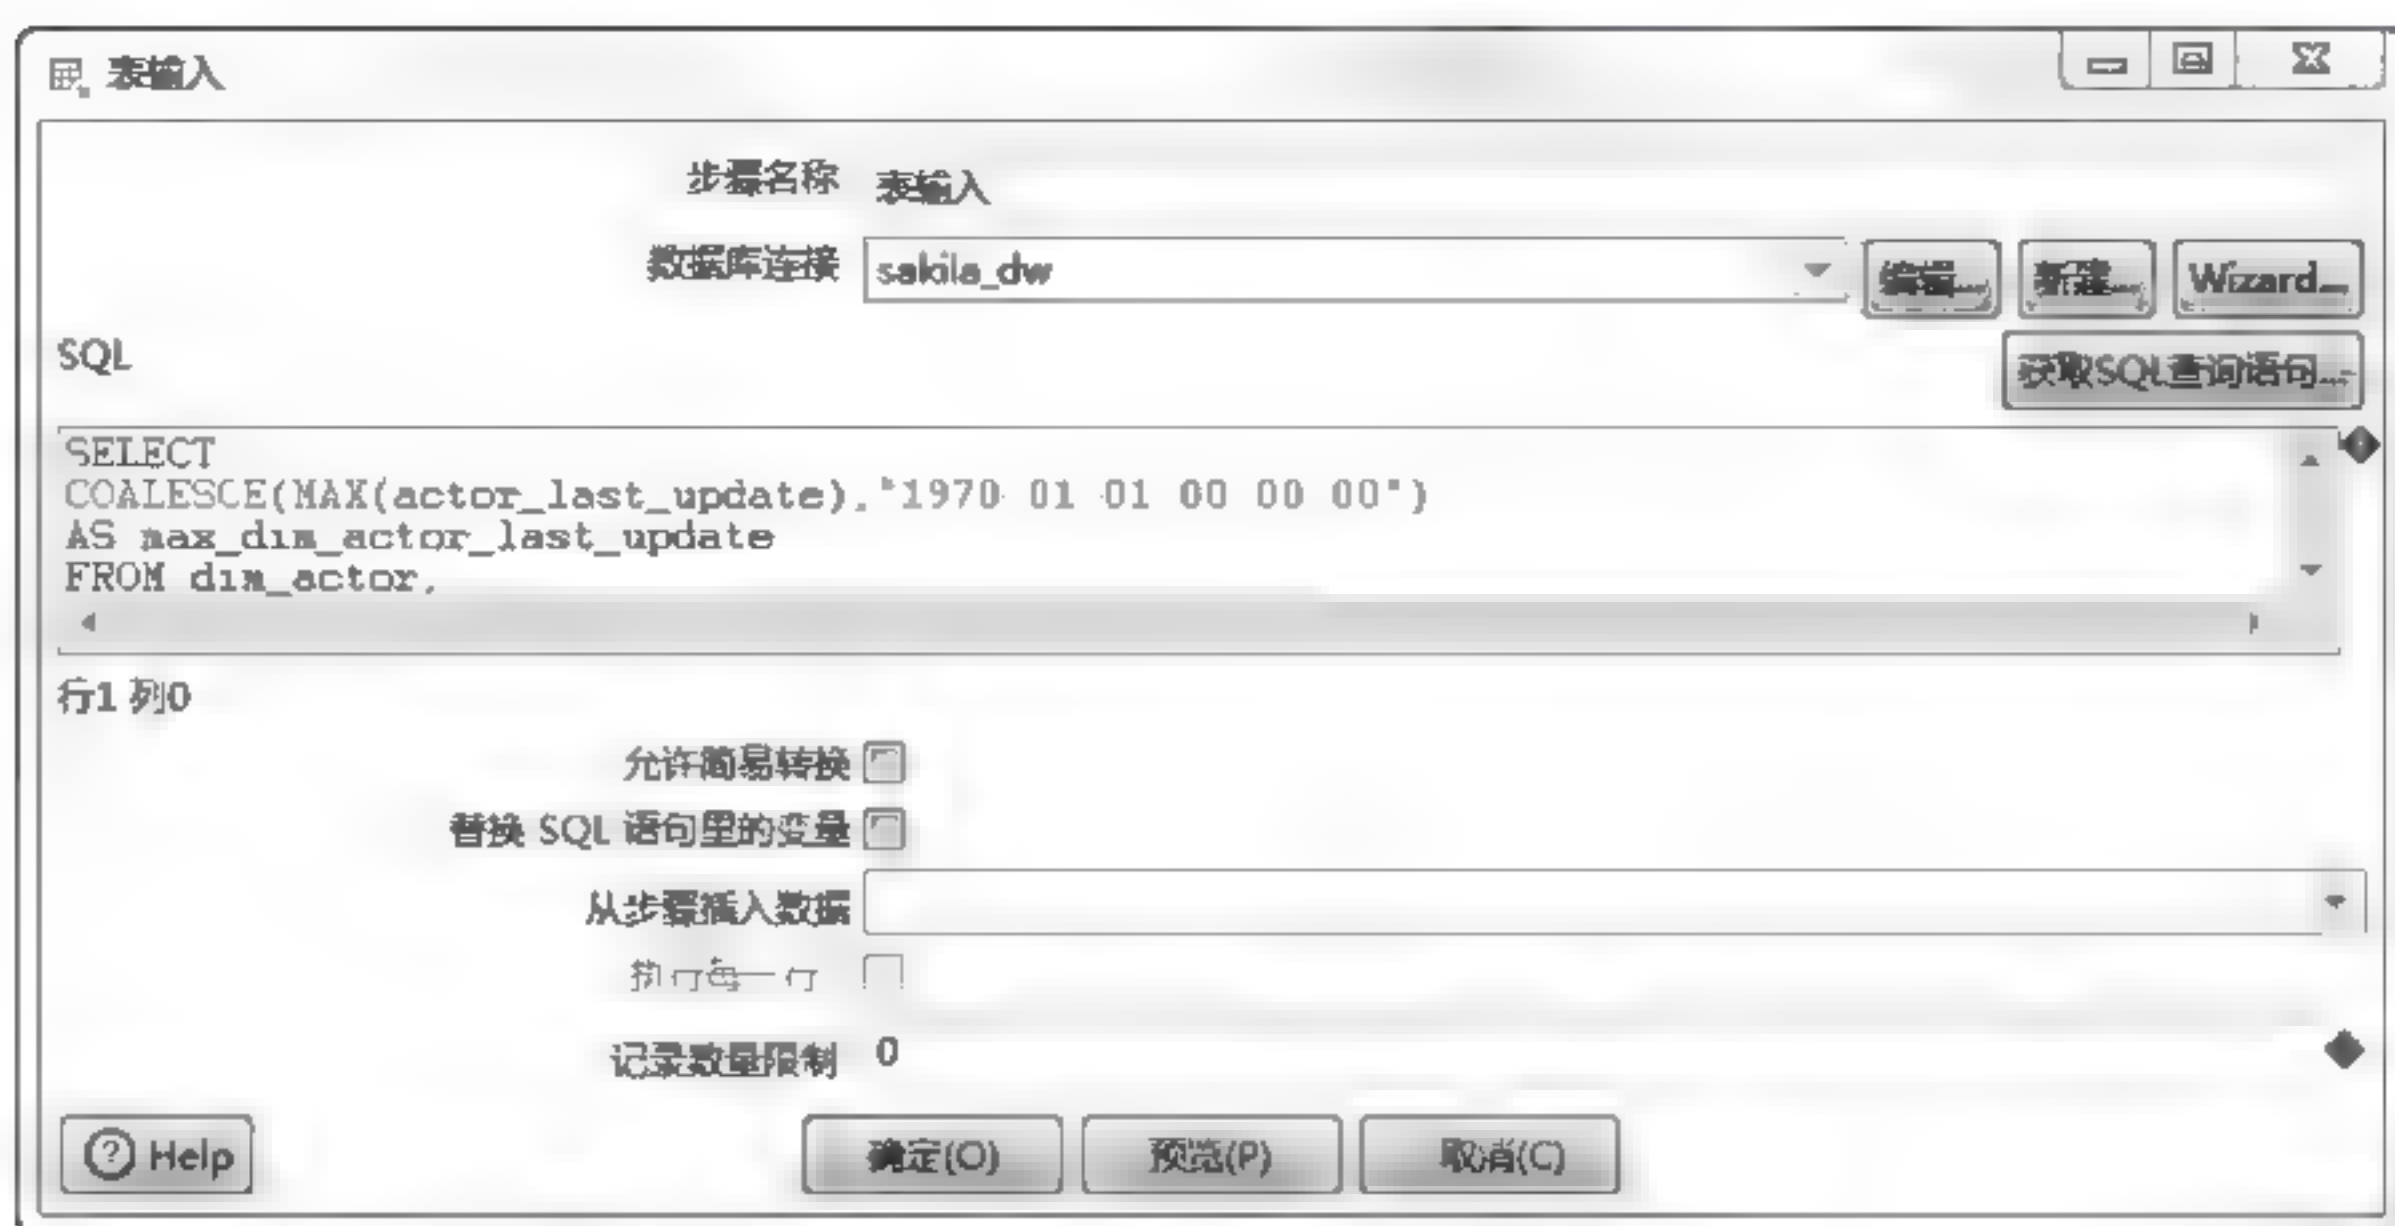 表输入
步骤名称 表输入
数据库连接 sakila_dw 编辑... 新建... Wizard...
SQL 获取SQL查询语句...
SELECT
COALESCE(MAX(actor_last_update),"1970 01 01 00 00 00")
AS max_dim_actor_last_update
FROM dim_actor,
行1 列0
允许简易转换
替换 SQL 语句里的变量
从步骤插入数据
执行每一行
记录数量限制 0
Help 确定(O) 预览(P) 取消(C)